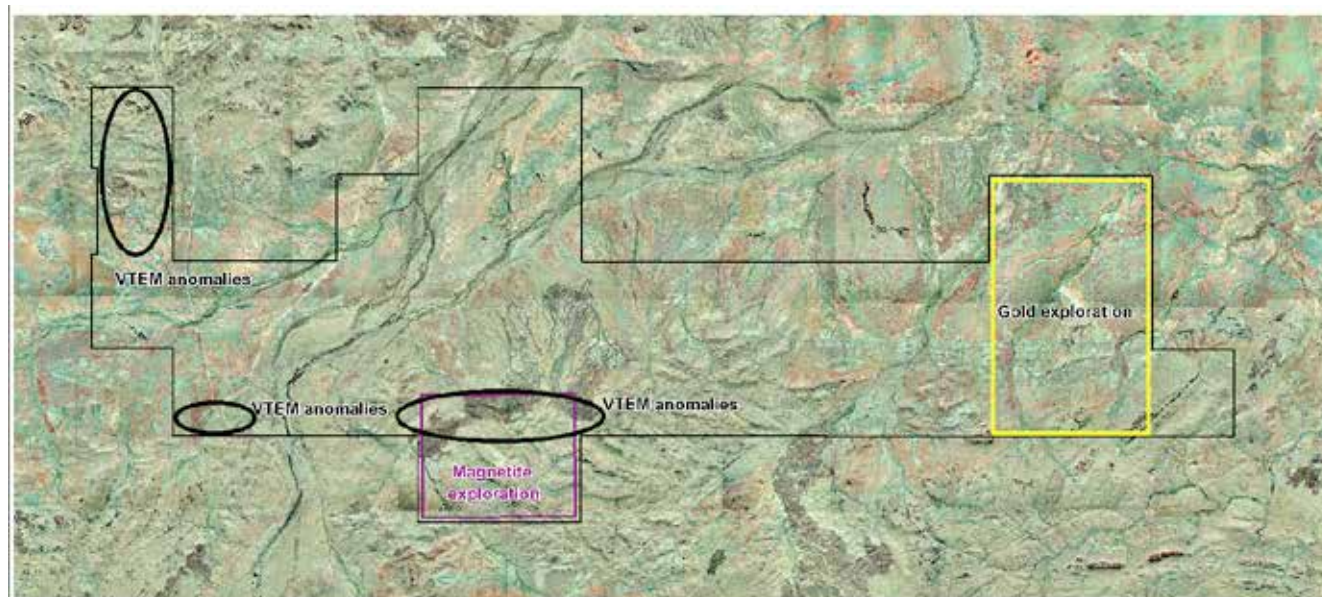 VTEM anomalies
Gold exploration
VTEM anomalies
VTEM anomalies
Magnetite
exploration